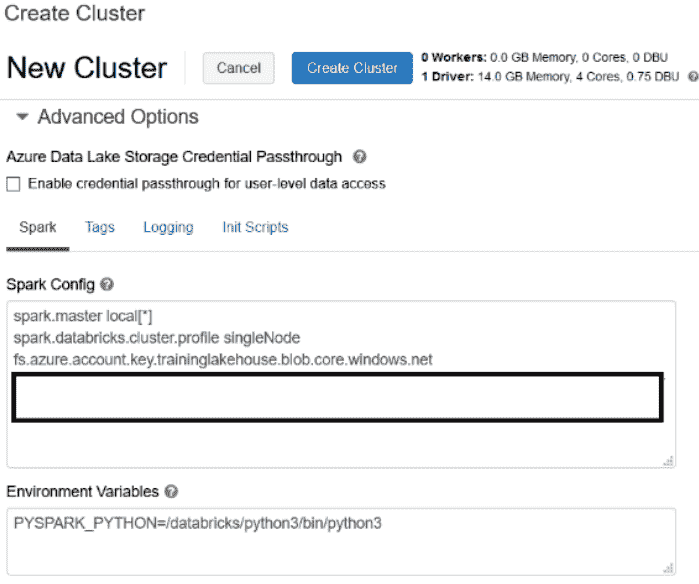 Create Cluster
New Cluster
Cancel
Create Cluster
0 Workers: 0.0 GB Memory, 0 Cores, 0 DBU
1 Driver: 14.0 GB Memory, 4 Cores, 0.75 DBU
Advanced Options
Azure Data Lake Storage Credential Passthrough
Enable credential passthrough for user-level data access
Spark Tags Logging Init Scripts
Spark Config
spark.master local[*]
spark.databricks.cluster.profile singleNode
fs.azure.account.key.traininglakehouse.blob.core.windows.net
Environment Variables
PYSPARK_PYTHON=/databricks/python3/bin/python3